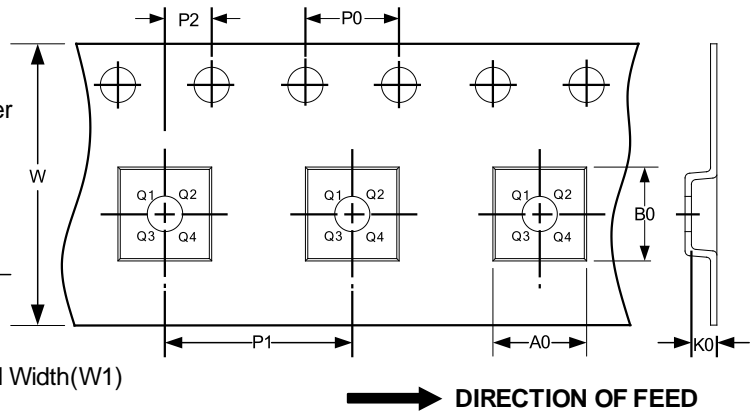 P2
P0
er
W
Q1 Q2
Q3 Q4
Q1 Q2
Q3 Q4
Q1 Q2
Q3 Q4
B0
P1
A0
K0
Width(W1)
DIRECTION OF FEED